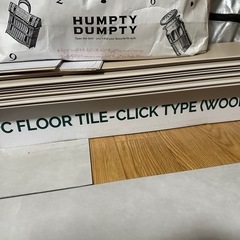 HUMPTY
DUMPTY
C FLOOR TILE-CLICK TYPE (WOO